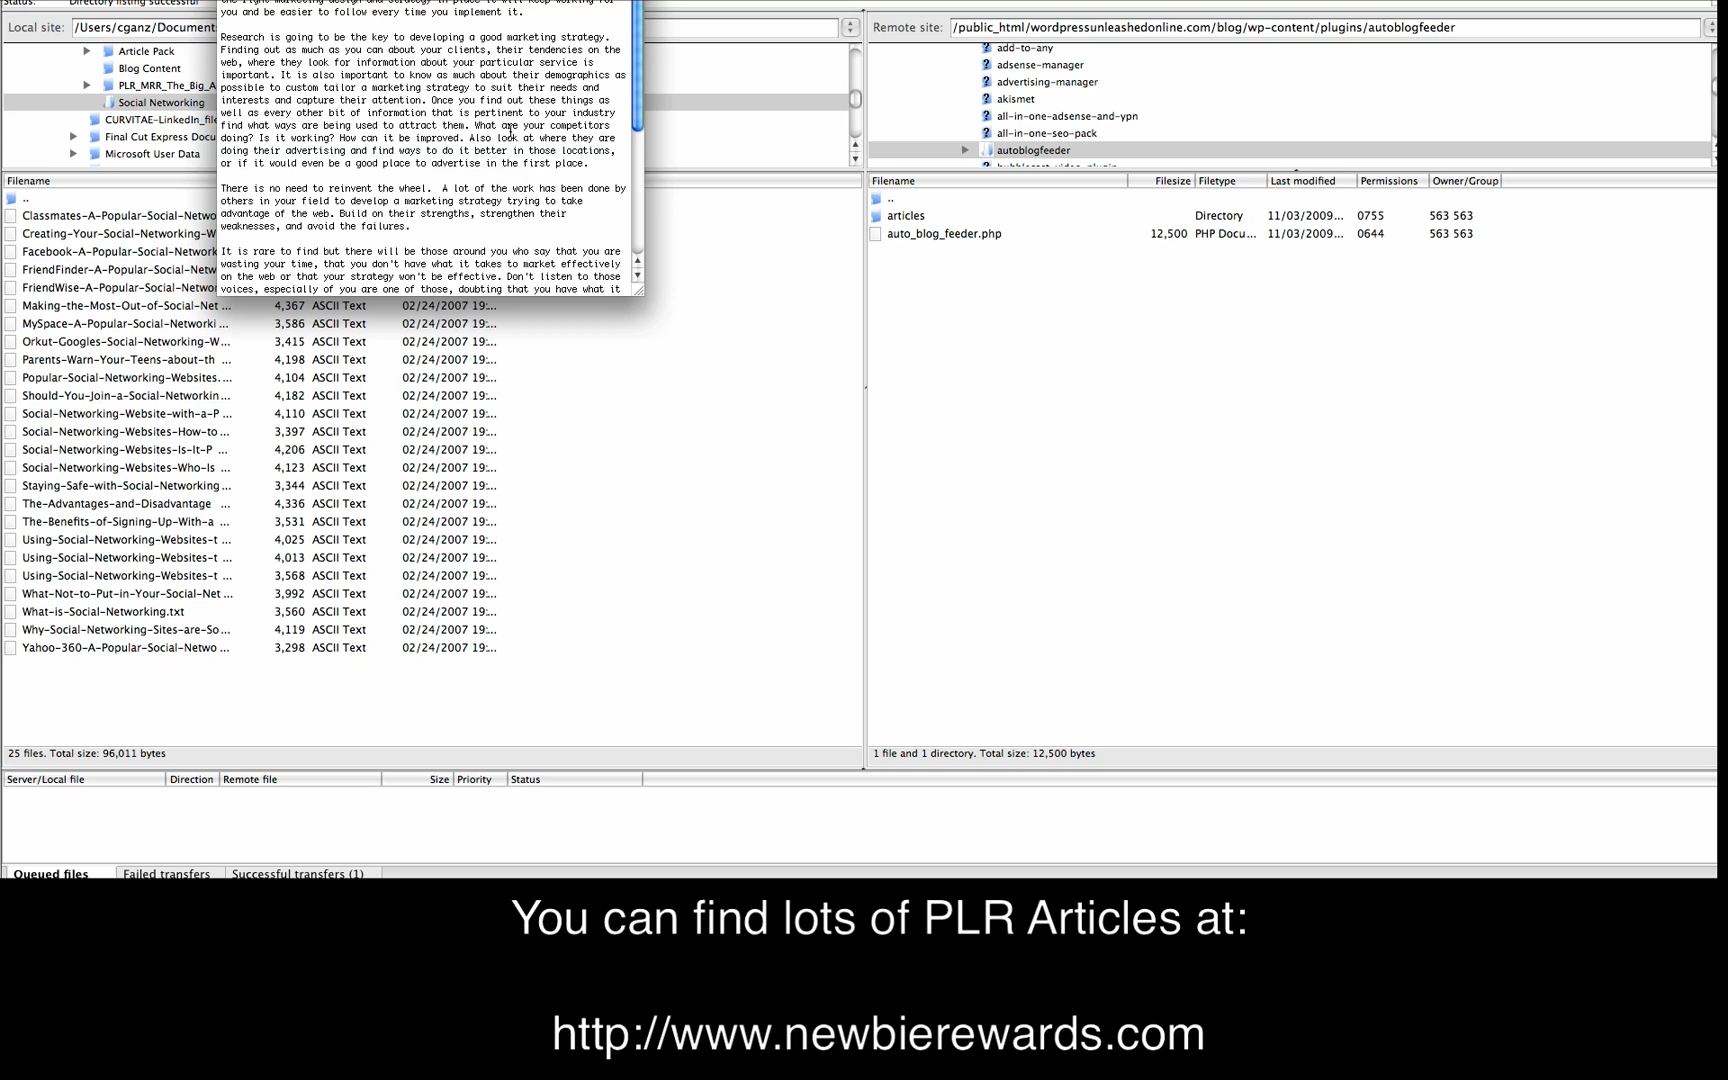 Status: Directory listing successful
the right marketing design and strategy in place it will keep working for
you and be easier to follow every time you implement it.
Local site: /Users/cganz/Document
Remote site: /public_html/wordpressunleashedonline.com/blog/wp-content/plugins/autoblogfeeder
Research is going to be the key to developing a good marketing strategy.
Finding out as much as you can about your clients, their tendencies on the
web, where they look for information about your particular service is
important. It is also important to know as much about their demographics as
possible to custom tailor a marketing strategy to suit their needs and
interests and capture their attention. Once you find out these things as
well as every other bit of information that is pertinent to your industry
find what ways are being used to attract them. What are your competitors
doing? Is it working? How can it be improved. Also look at where they are
doing their advertising and find ways to do it better in those locations,
or if it would even be a good place to advertise in the first place.
There is no need to reinvent the wheel.  A lot of the work has been done by
others in your field to develop a marketing strategy trying to take
advantage of the web. Build on their strengths, strengthen their
weaknesses, and avoid the failures.
It is rare to find but there will be those around you who say that you are
wasting your time, that you don't have what it takes to market effectively
on the web or that your strategy won't be effective. Don't listen to those
voices, especially of you are one of those, doubting that you have what it
Article Pack
Blog Content
PLR_MRR_The_Big_A
Social Networking
CURVITAE-LinkedIn_file
Final Cut Express Docu
Microsoft User Data
add-to-any
adsense-manager
advertising-manager
akismet
all-in-one-adsense-and-ypn
all-in-one-seo-pack
autoblogfeeder
bubblecast-video-plugin
Filename
..
Classmates-A-Popular-Social-Netwo
Creating-Your-Social-Networking-W
Facebook-A-Popular-Social-Network
FriendFinder-A-Popular-Social-Net
FriendWise-A-Popular-Social-Netwo
Making-the-Most-Out-of-Social-Net 4,367 ASCII Text 02/24/2007 19:...
MySpace-A-Popular-Social-Networki ... 3,586 ASCII Text 02/24/2007 19:...
Orkut-Googles-Social-Networking-W... 3,415 ASCII Text 02/24/2007 19:...
Parents-Warn-Your-Teens-about-th ... 4,198 ASCII Text 02/24/2007 19:...
Popular-Social-Networking-Websites. ... 4,104 ASCII Text 02/24/2007 19:...
Should-You-Join-a-Social-Networkin ... 4,182 ASCII Text 02/24/2007 19:...
Social-Networking-Website-with-a-P ... 4,110 ASCII Text 02/24/2007 19:...
Social-Networking-Websites-How-to ... 3,397 ASCII Text 02/24/2007 19:...
Social-Networking-Websites-Is-It-P ... 4,206 ASCII Text 02/24/2007 19:...
Social-Networking-Websites-Who-Is ... 4,123 ASCII Text 02/24/2007 19:...
Staying-Safe-with-Social-Networking ... 3,344 ASCII Text 02/24/2007 19:...
The-Advantages-and-Disadvantage ... 4,336 ASCII Text 02/24/2007 19:...
The-Benefits-of-Signing-Up-With-a ... 3,531 ASCII Text 02/24/2007 19:...
Using-Social-Networking-Websites-t ... 4,025 ASCII Text 02/24/2007 19:...
Using-Social-Networking-Websites-t ... 4,013 ASCII Text 02/24/2007 19:...
Using-Social-Networking-Websites-t ... 3,568 ASCII Text 02/24/2007 19:...
What-Not-to-Put-in-Your-Social-Net ... 3,992 ASCII Text 02/24/2007 19:...
What-is-Social-Networking.txt 3,560 ASCII Text 02/24/2007 19:...
Why-Social-Networking-Sites-are-So... 4,119 ASCII Text 02/24/2007 19:...
Yahoo-360-A-Popular-Social-Netwo ... 3,298 ASCII Text 02/24/2007 19:...
25 files. Total size: 96,011 bytes
Filename Filesize Filetype Last modified Permissions Owner/Group
..
articles Directory 11/03/2009... 0755 563 563
auto_blog_feeder.php 12,500 PHP Docu... 11/03/2009... 0644 563 563
1 file and 1 directory. Total size: 12,500 bytes
Server/Local file Direction Remote file Size Priority Status
Queued files Failed transfers Successful transfers (1)
You can find lots of PLR Articles at:
http://www.newbierewards.com